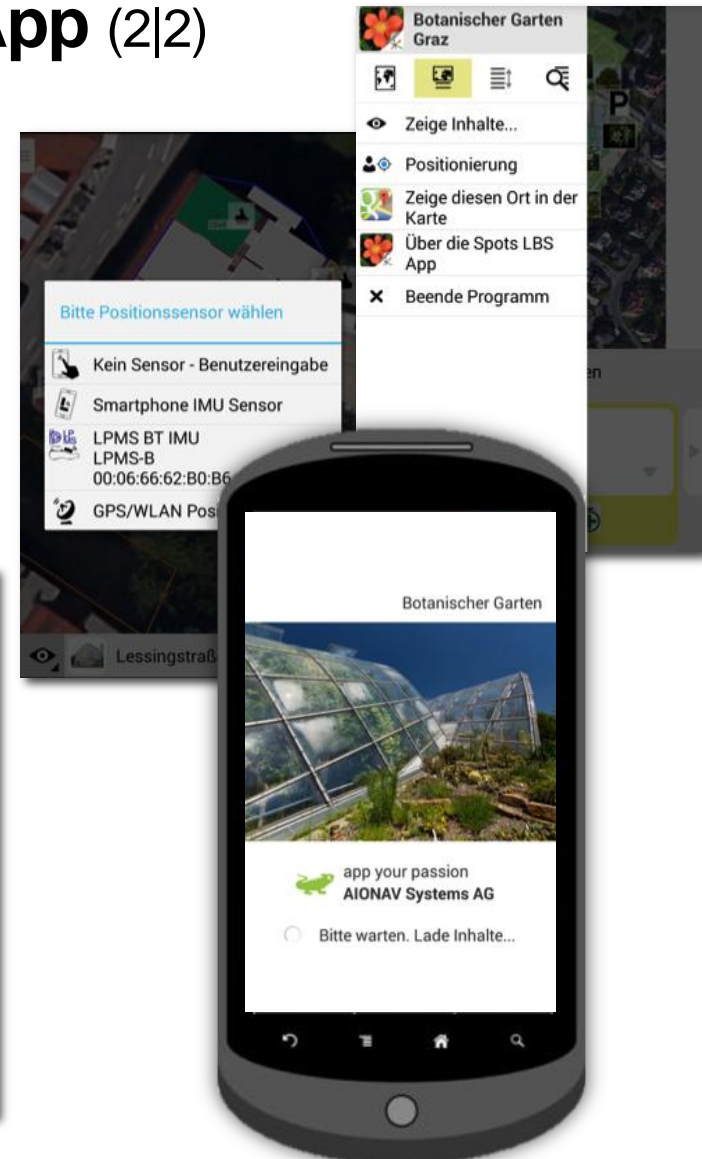 App (2|2)
Botanischer Garten
Graz
Zeige Inhalte...
Positionierung
Zeige diesen Ort in der
Karte
Über die Spots LBS
App
Beende Programm
P
en
Bitte Positionssensor wählen
Kein Sensor - Benutzereingabe
Smartphone IMU Sensor
LPMS BT IMU
LPMS-B
00:06:66:62:B0:B6
GPS/WLAN Posi
Lessingstraß
Botanischer Garten
app your passion
AIONAV Systems AG
Bitte warten. Lade Inhalte...